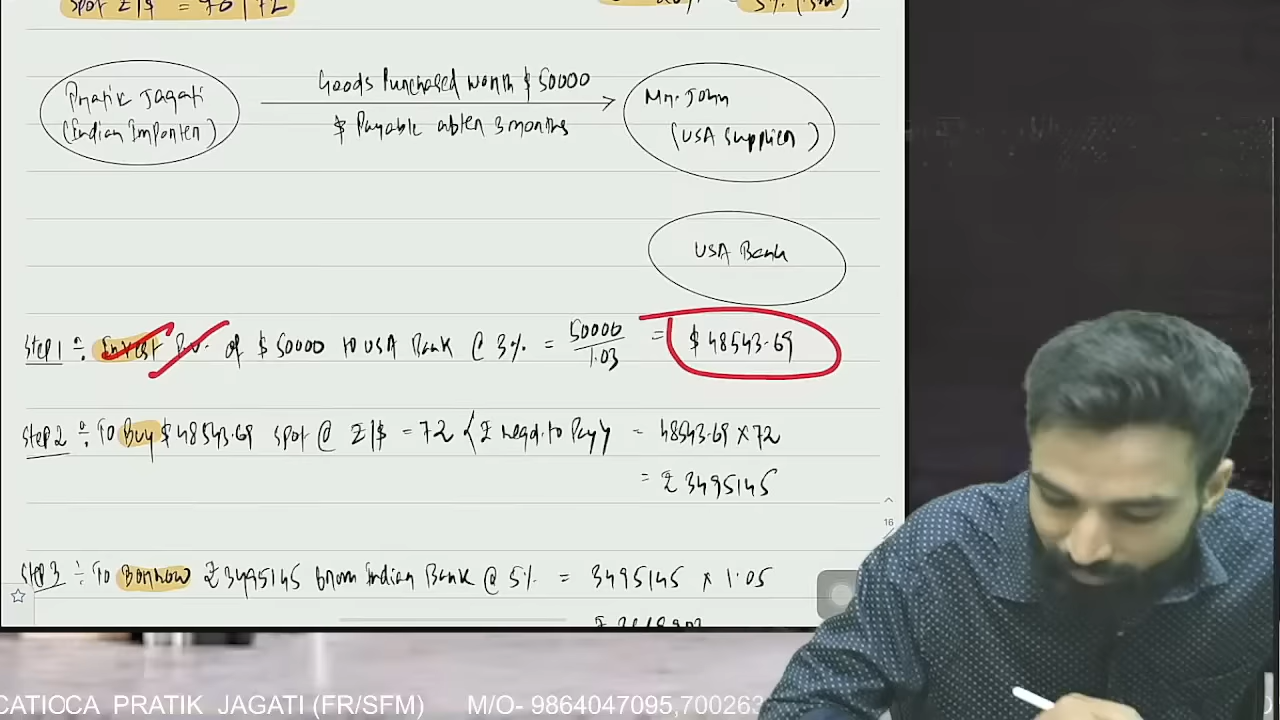 Spot ₹/$ = 70/72
Pratik Jagati
(Indian Importer)
Goods Purchased worth $50000
$ Payable after 3 months
Mr. John
(USA Supplier)
USA Bank
Step 1 ÷ Invest P.v. of $50000 to USA Bank @ 3% = 50000/1.03 = $48543.69
Step 2 ÷ To Buy $48543.69 spot @ ₹/$ = 72 {₹ reqd. to Pay} = 48543.69 × 72
= ₹3495145
16
Step 3 ÷ To Borrow ₹3495145 from Indian Bank @ 5% = 3495145 × 1.05
CATIOCCA PRATIK JAGATI (FR/SFM) M/O- 9864047095,700263